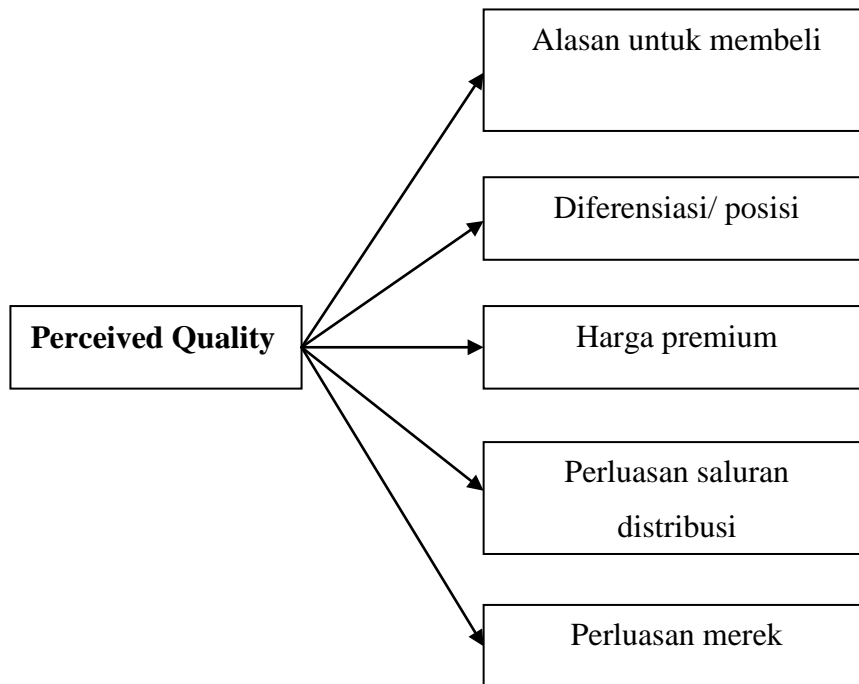 Alasan untuk membeli
Diferensiasi/ posisi
Perceived Quality
Harga premium
Perluasan saluran
distribusi
Perluasan merek